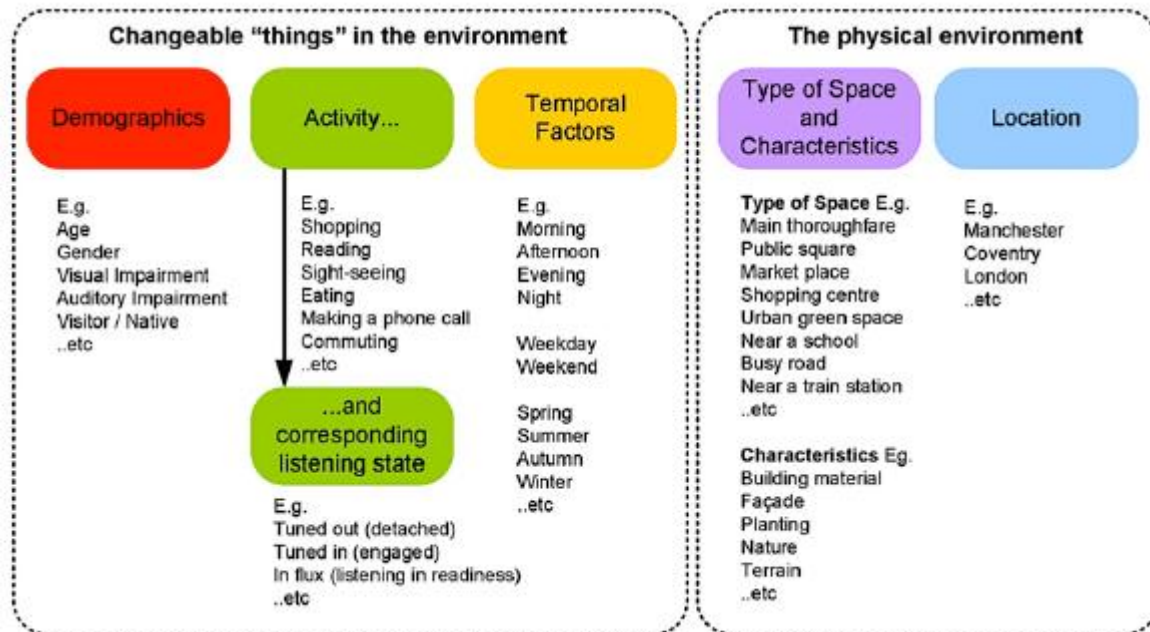 Changeable “things” in the environment
Demographics
E.g.
Age
Gender
Visual Impairment
Auditory Impairment
Visitor / Native
..etc
Activity...
E.g.
Shopping
Reading
Sight-seeing
Eating
Making a phone call
Commuting
..etc
...and
corresponding
listening state
E.g.
Tuned out (detached)
Tuned in (engaged)
In flux (listening in readiness)
..etc
Temporal
Factors
E.g.
Morning
Afternoon
Evening
Night
Weekday
Weekend
Spring
Summer
Autumn
Winter
..etc
The physical environment
Type of Space
and
Characteristics
Type of Space E.g.
Main thoroughfare
Public square
Market place
Shopping centre
Urban green space
Near a school
Busy road
Near a train station
..etc
Characteristics Eg.
Building material
Façade
Planting
Nature
Terrain
..etc
Location
E.g.
Manchester
Coventry
London
..etc